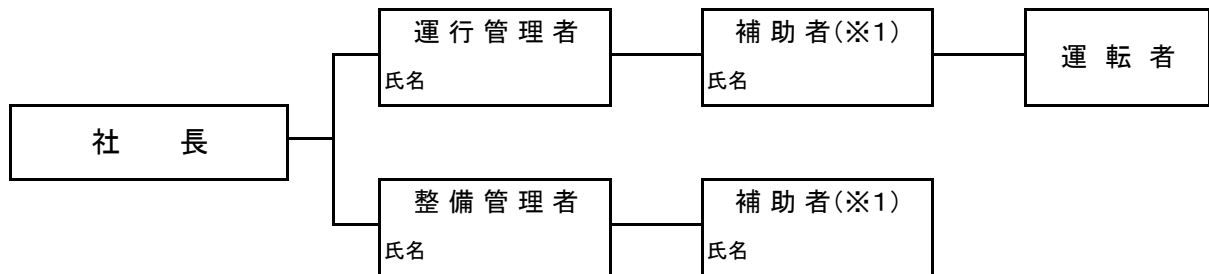 運行管理者
氏名
補助者(※1)
氏名
運転者
社長
整備管理者
氏名
補助者(※1)
氏名